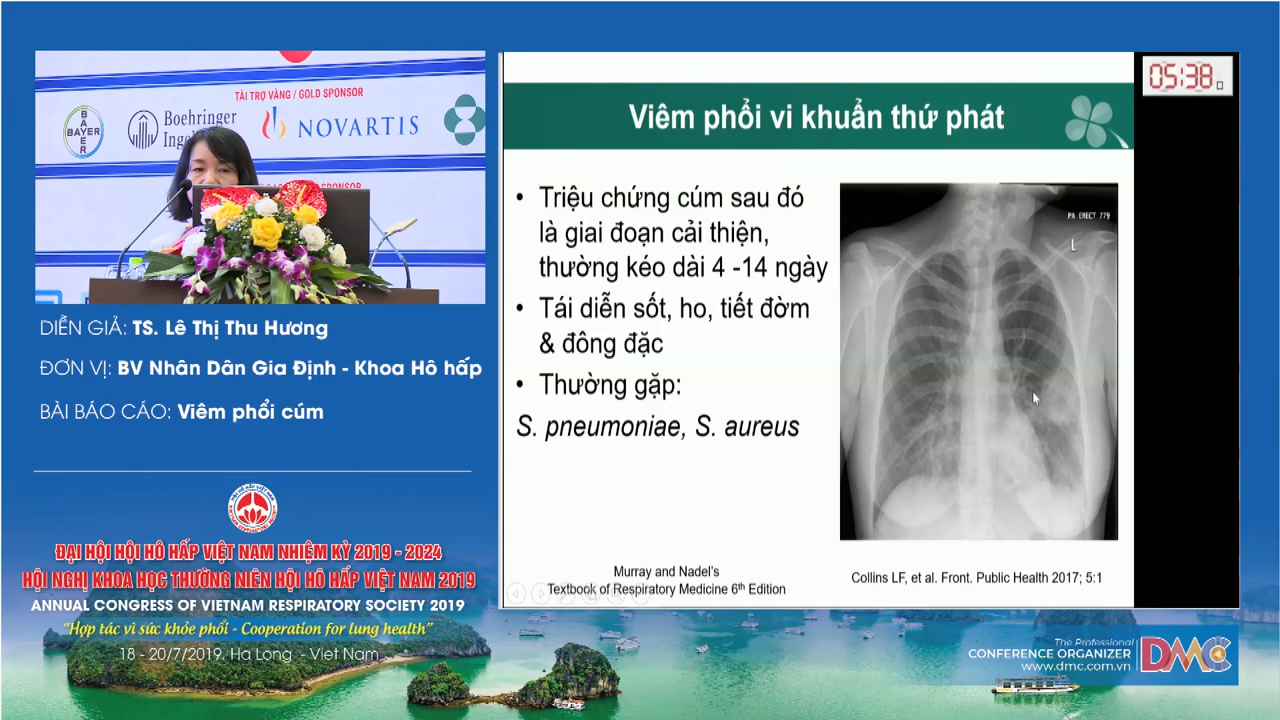 TÀI TRỢ VÀNG / GOLD SPONSOR
BAYER
BAYER
Boehringer
NOVARTIS
SPONSOR
DIỄN GIẢ: TS. Lê Thị Thu Hương
ĐƠN VỊ: BV Nhân Dân Gia Định - Khoa Hô hấp
BÀI BÁO CÁO: Viêm phổi cúm
ĐẠI HỘI HỘI HÔ HẤP VIỆT NAM NHIỆM KỲ 2019 - 2024
HỘI NGHỊ KHOA HỌC THƯỜNG NIÊN HỘI HÔ HẤP VIỆT NAM 2019
ANNUAL CONGRESS OF VIETNAM RESPIRATORY SOCIETY 2019
“Hợp tác vì sức khỏe phổi - Cooperation for lung health”
18 - 20/7/2019. Ha Long - Viet Nam
Viêm phổi vi khuẩn thứ phát
• Triệu chứng cúm sau đó
là giai đoạn cải thiện,
thường kéo dài 4 -14 ngày
• Tái diễn sốt, ho, tiết đờm
& đông đặc
• Thường gặp:
S. pneumoniae, S. aureus
PA ERECT 779
L
Murray and Nadel's
Textbook of Respiratory Medicine 6th Edition
Collins LF, et al. Front. Public Health 2017; 5:1
05:38
The Professional
CONFERENCE ORGANIZER
www.dmc.com.vn
DMC